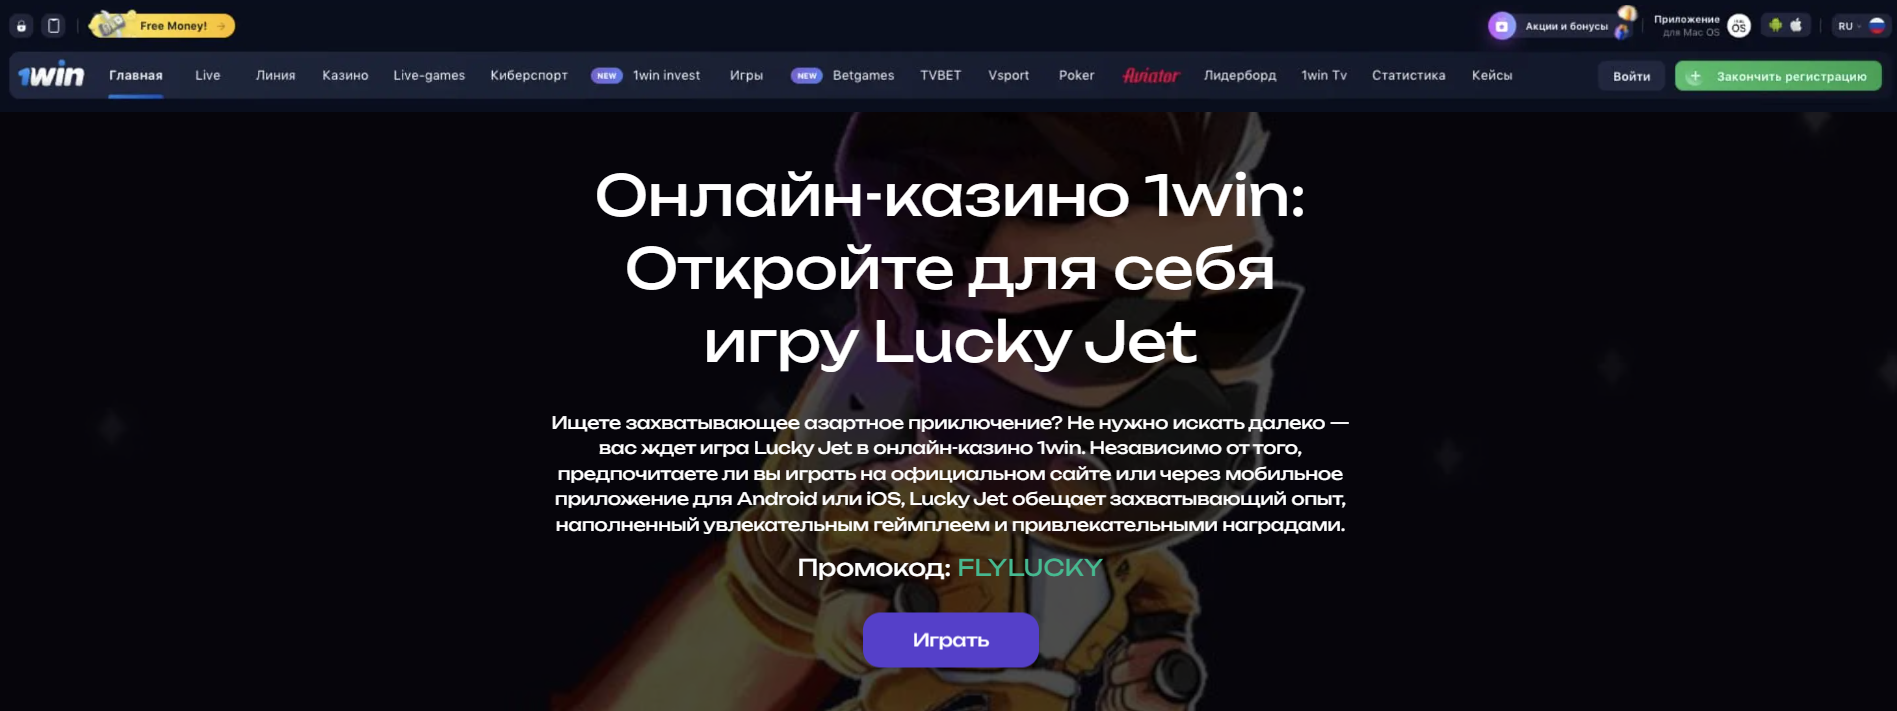 Free Money!
Акции и бонусы
Приложение
для Mac OS
OS
RU
1win
Главная
Live
Линия
Казино
Live-games
Киберспорт
NEW
1win invest
Игры
NEW
Betgames
TVBET
Vsport
Poker
Aviator
Лидерборд
1win Tv
Статистика
Кейсы
Войти
Закончить регистрацию
Онлайн-казино 1win:
Откройте для себя
игру Lucky Jet
Ищете захватывающее азартное приключение? Не нужно искать далеко —
вас ждет игра Lucky Jet в онлайн-казино 1win. Независимо от того,
предпочитаете ли вы играть на официальном сайте или через мобильное
приложение для Android или iOS, Lucky Jet обещает захватывающий опыт,
наполненный увлекательным геймплеем и привлекательными наградами.
Промокод: FLYLUCKY
Играть